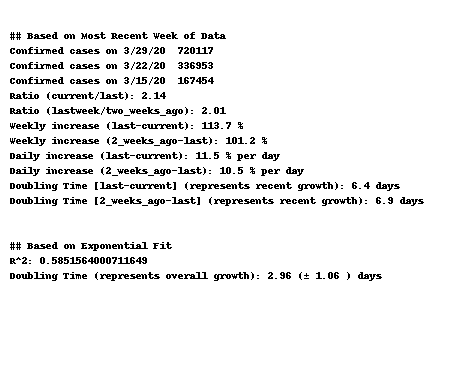 ## Based on Most Recent Week of Data
Confirmed cases on 3/29/20  720117
Confirmed cases on 3/22/20  336953
Confirmed cases on 3/15/20  167454
Ratio (current/last): 2.14
Ratio (lastweek/two_weeks_ago): 2.01
Weekly increase (last-current): 113.7 %
Weekly increase (2_weeks_ago-last): 101.2 %
Daily increase (last-current): 11.5 % per day
Daily increase (2_weeks_ago-last): 10.5 % per day
Doubling Time [last-current] (represents recent growth): 6.4 days
Doubling Time [2_weeks_ago-last] (represents recent growth): 6.9 days
## Based on Exponential Fit
R^2: 0.5851564000711649
Doubling Time (represents overall growth): 2.96 (± 1.06 ) days